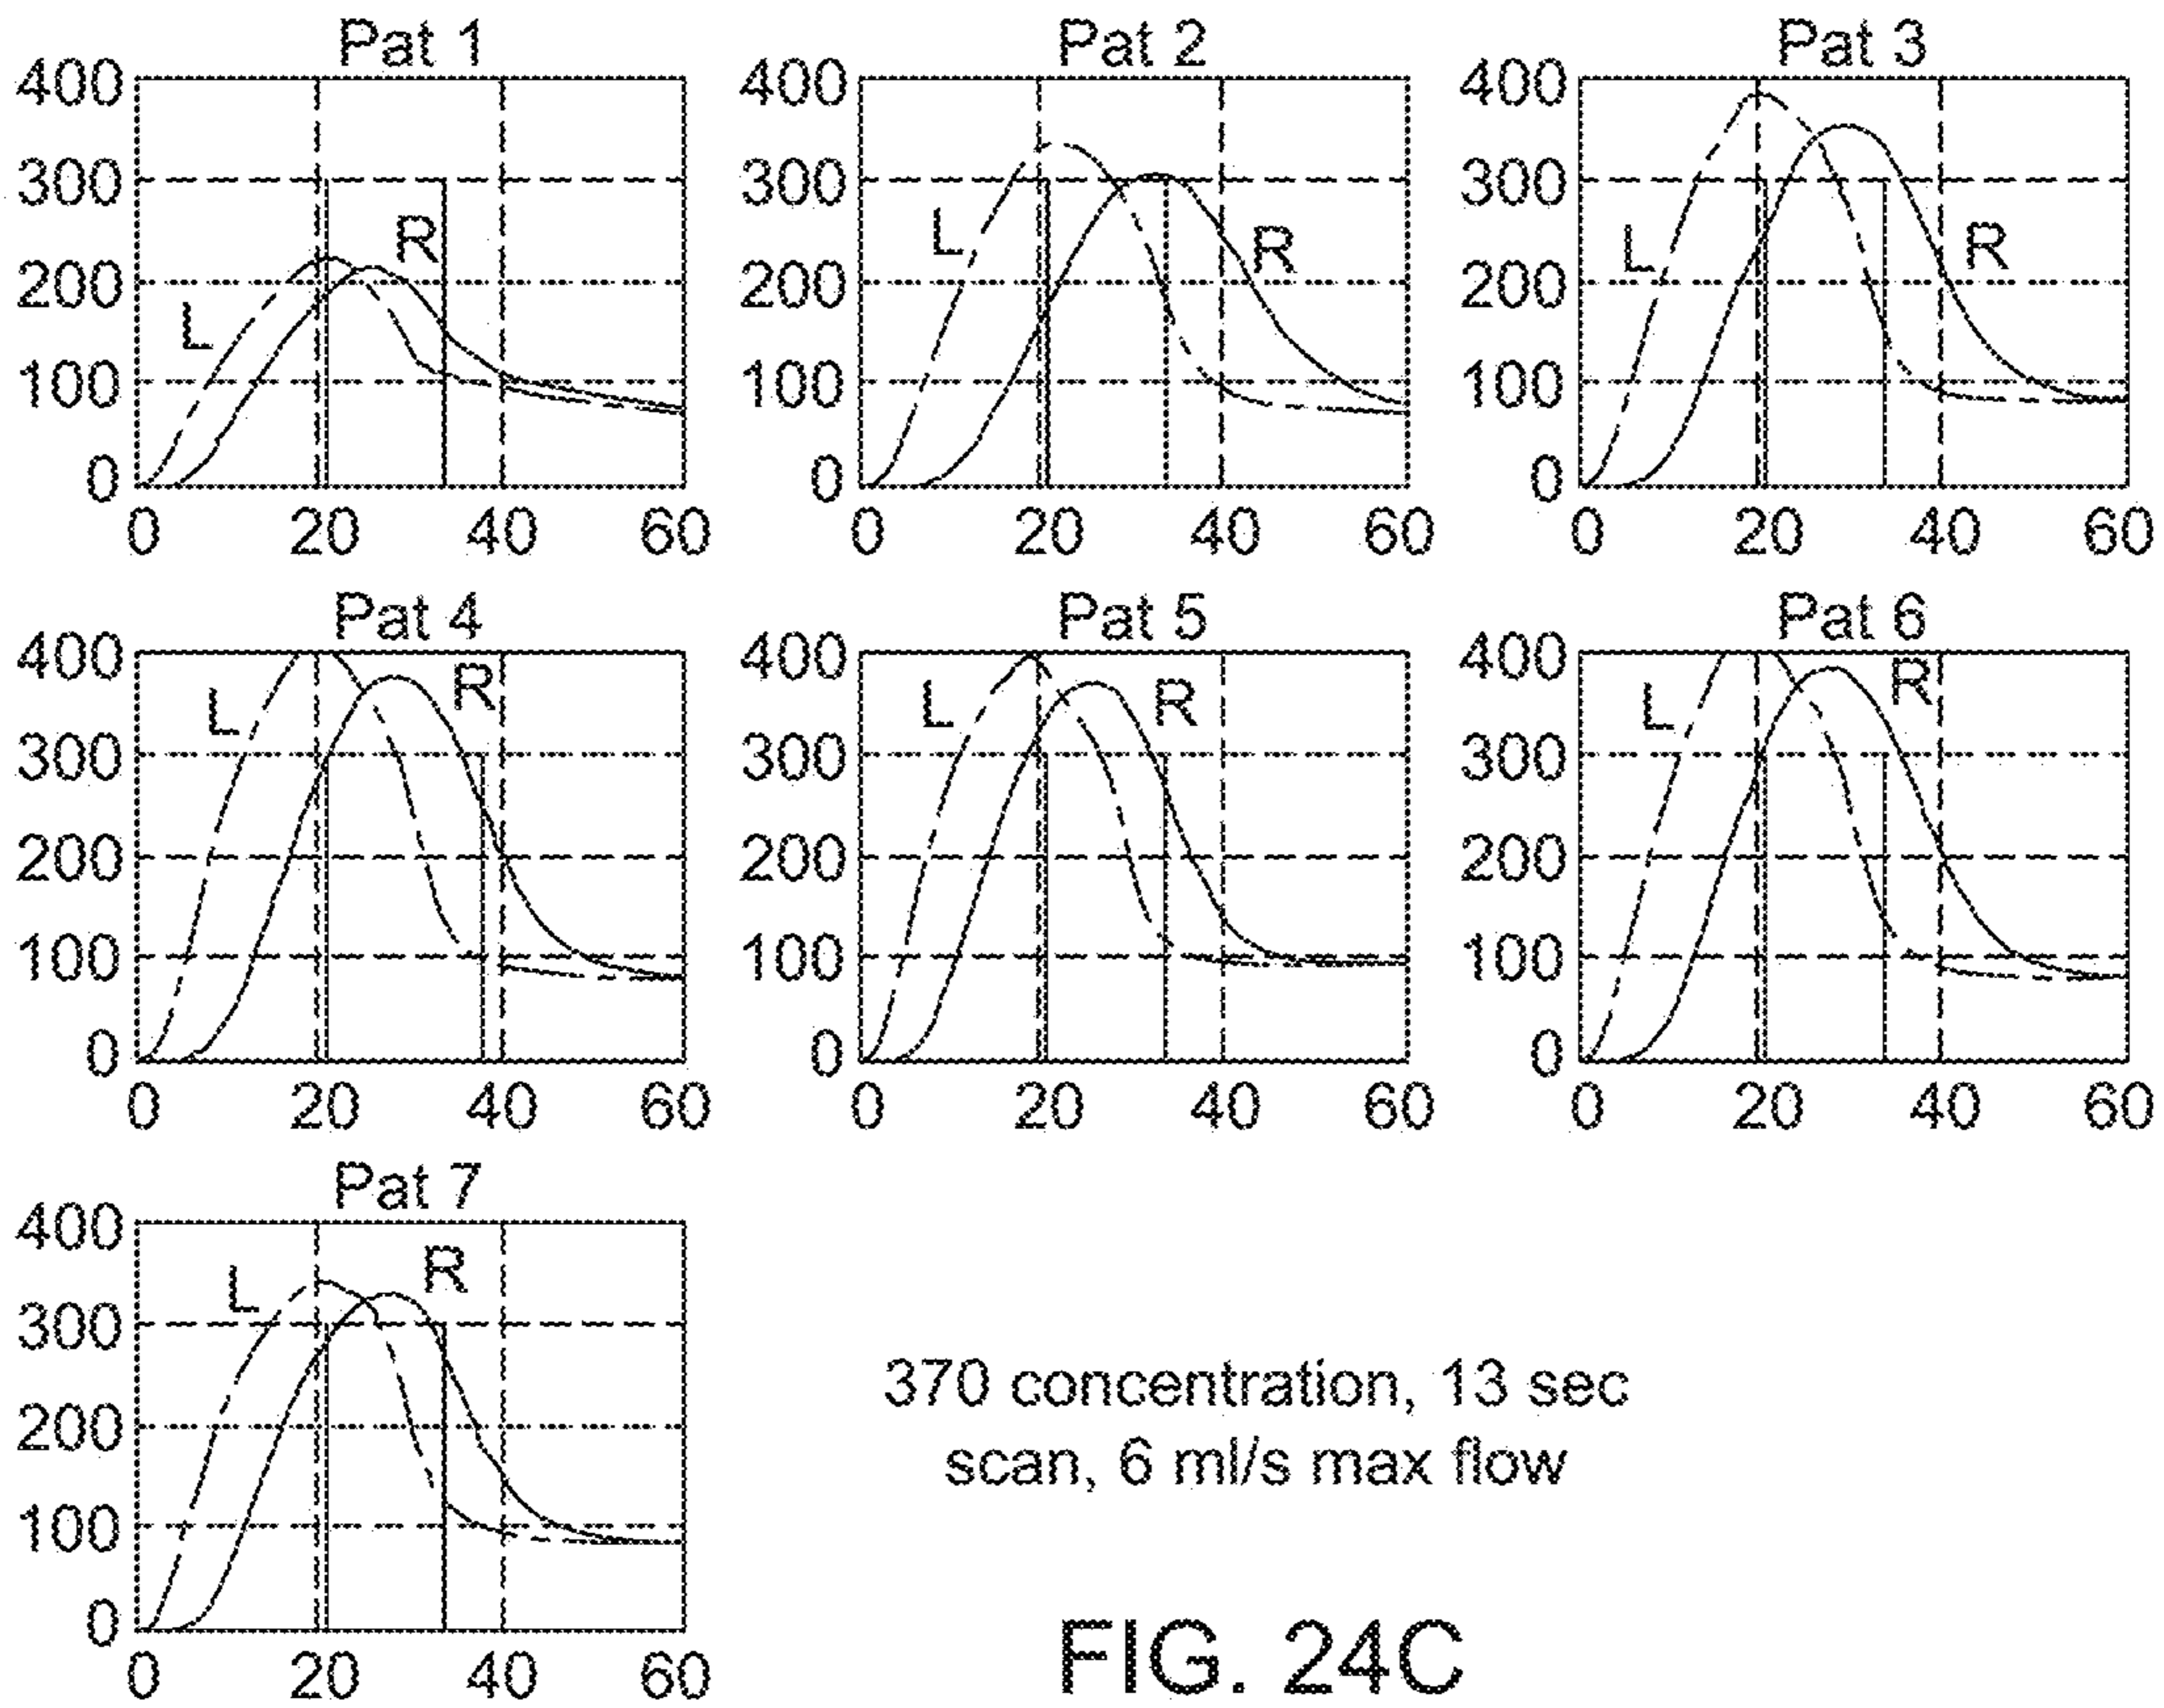 Pat 1
400
300
200
100
0
L
R
0 20 40 60
Pat 2
400
300
200
100
0
L
R
0 20 40 60
Pat 3
400
300
200
100
0
L
R
0 20 40 60
Pat 4
400
300
200
100
0
L
R
0 20 40 60
Pat 5
400
300
200
100
0
L
R
0 20 40 60
Pat 6
400
300
200
100
0
L
R
0 20 40 60
Pat 7
400
300
200
100
0
L
R
0 20 40 60
370 concentration, 13 sec
scan, 6 ml/s max flow
FIG. 24C